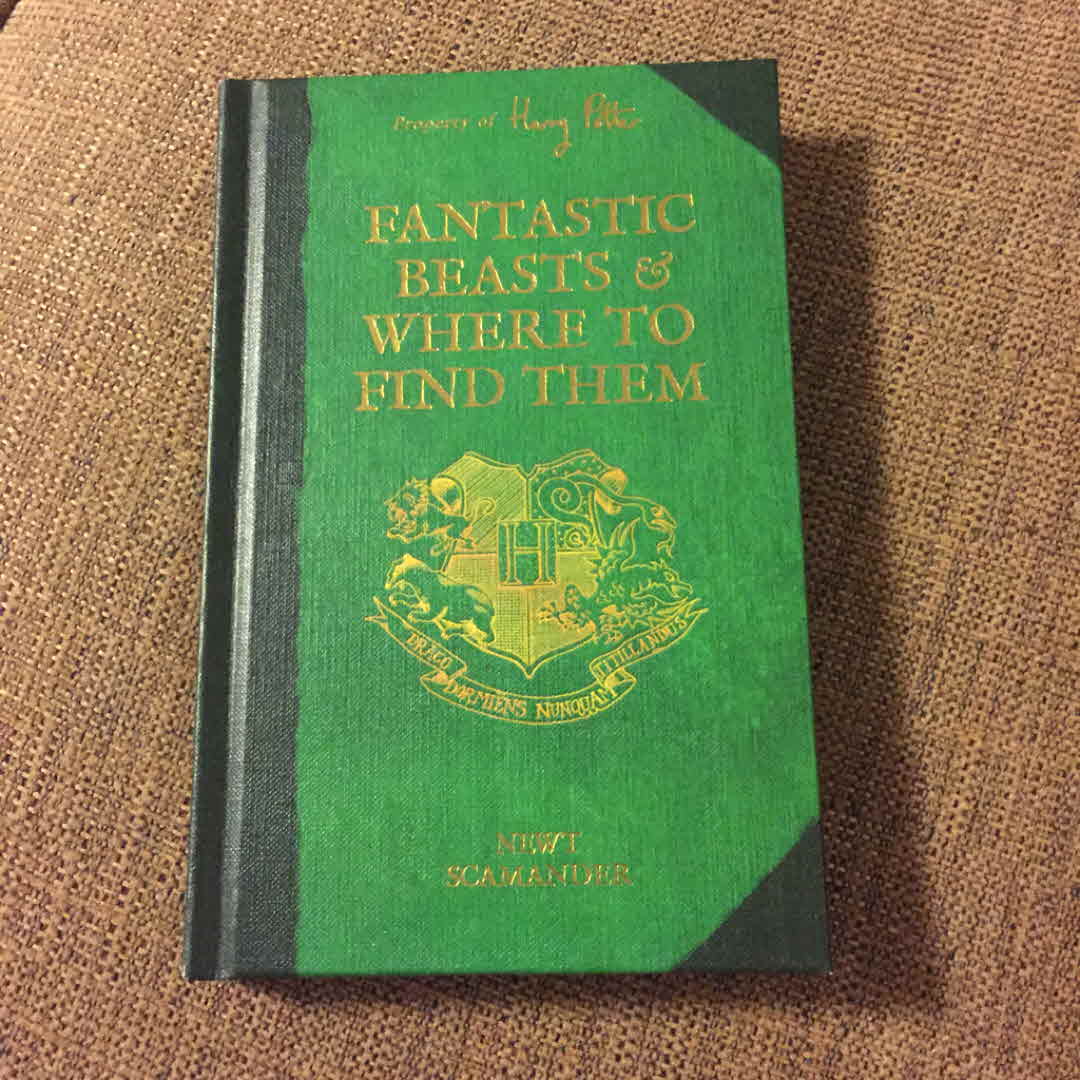 Property of Harry Potter
FANTASTIC
BEASTS &
WHERE TO
FIND THEM
H
DRACO DORMIENS NUNQUAM TITILLANDUS
NEWT
SCAMANDER